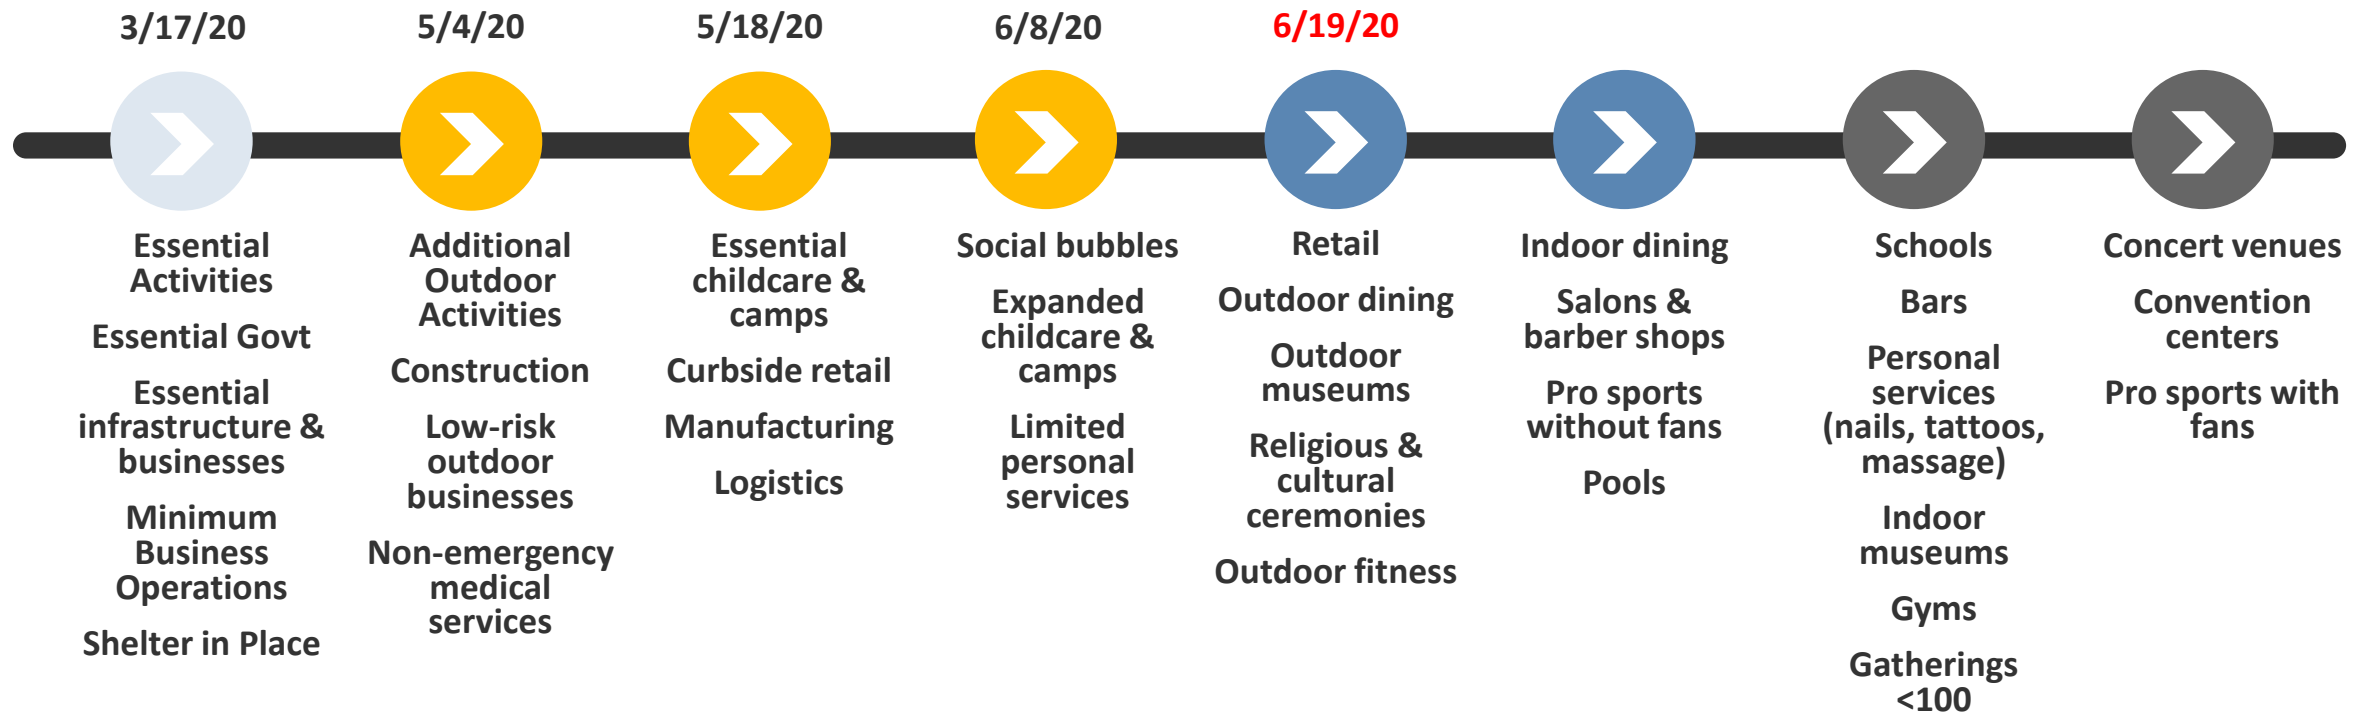 3/17/20
5/4/20
5/18/20
6/8/20
6/19/20
Essential
Activities
Essential Govt
Essential
infrastructure &
businesses
Minimum
Business
Operations
Shelter in Place
Additional
Outdoor
Activities
Construction
Low-risk
outdoor
businesses
Non-emergency
medical
services
Essential
childcare &
camps
Curbside retail
Manufacturing
Logistics
Social bubbles
Expanded
childcare &
camps
Limited
personal
services
Retail
Outdoor dining
Outdoor
museums
Religious &
cultural
ceremonies
Outdoor fitness
Indoor dining
Salons &
barber shops
Pro sports
without fans
Pools
Schools
Bars
Personal
services
(nails, tattoos,
massage)
Indoor
museums
Gyms
Gatherings
<100
Concert venues
Convention
centers
Pro sports with
fans